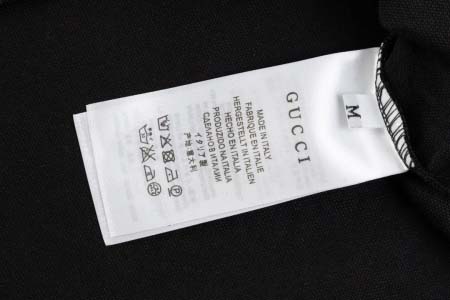 GUCCI
M
MADE IN ITALY
FABRIQUÉ EN ITALIE
HERGESTELLT IN ITALIEN
HECHO EN ITALIA
PRODUZIDO NA ITALIA
イタリア製
СДЕЛАНО В ИТАЛИИ
产地:意大利